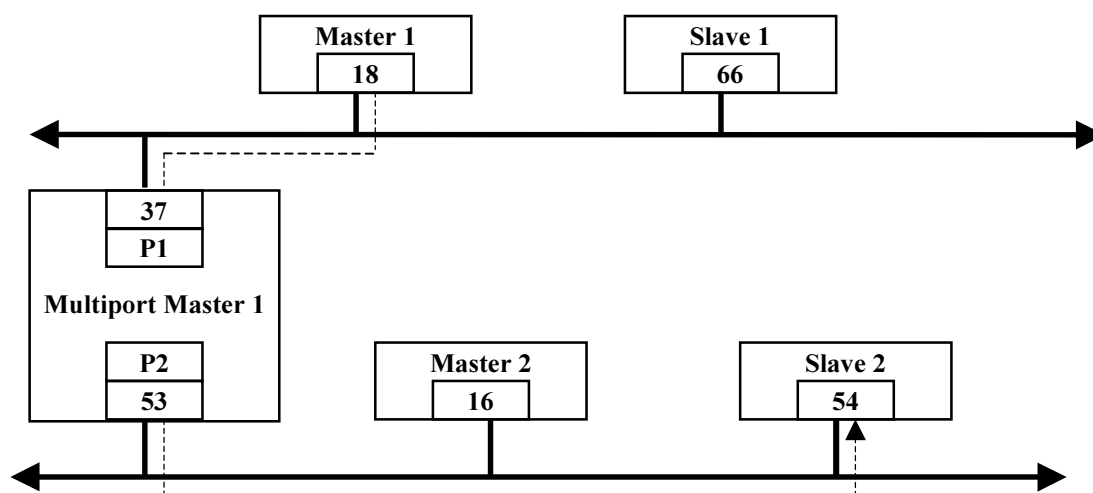 Master 1
18
Slave 1
66
37
P1
Multiport Master 1
P2
53
Master 2
16
Slave 2
54